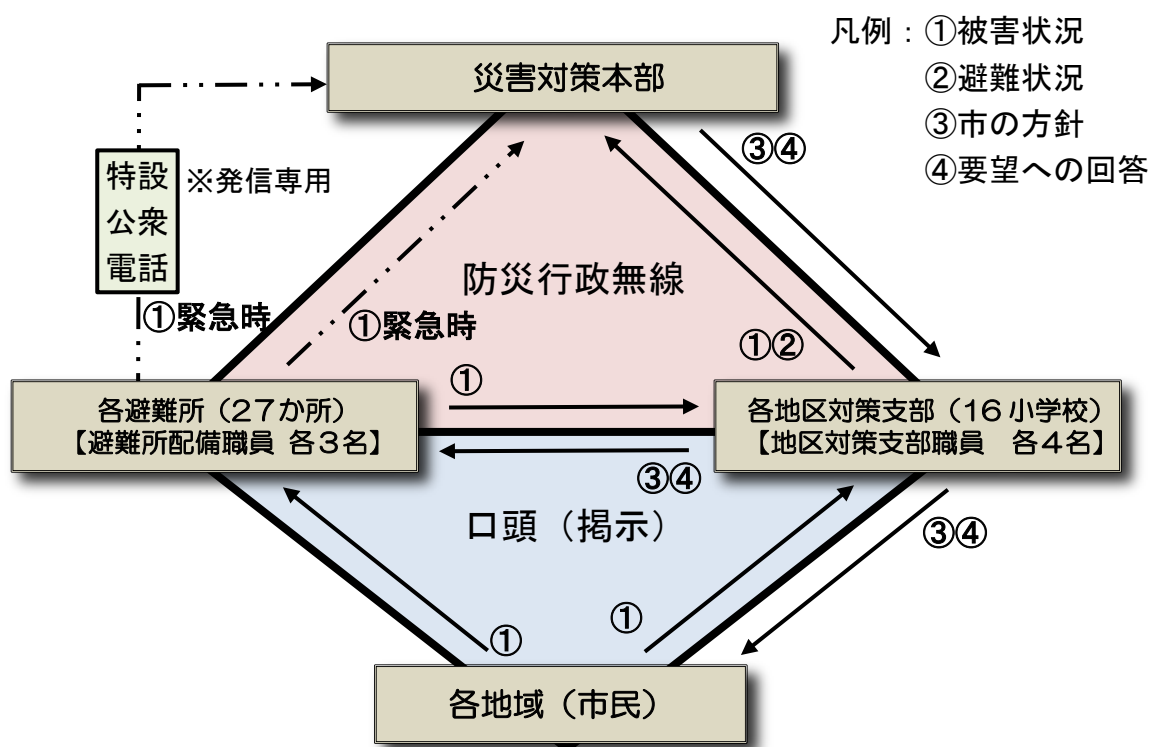 凡例：①被害状況
②避難状況
③市の方針
④要望への回答
災害対策本部
特設
公衆
電話
※発信専用
③④
防災行政無線
①緊急時
①緊急時
①②
①
各避難所（２７か所）
【避難所配備職員 各３名】
各地区対策支部（１６小学校）
【地区対策支部職員　各４名】
③④
口頭（掲示）
③④
①
①
各地域（市民）